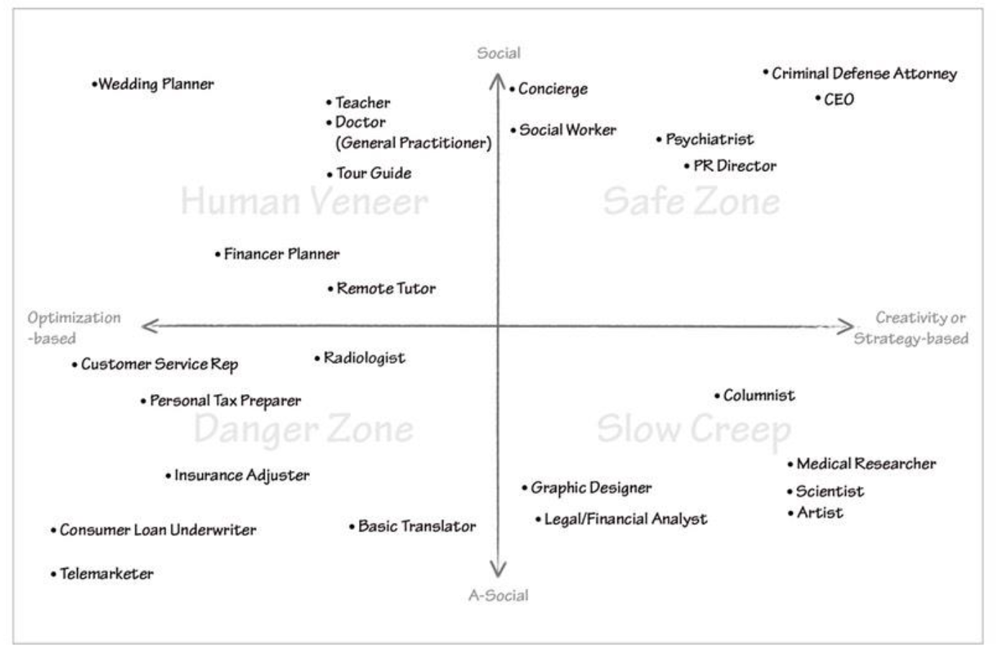 Social
•Wedding Planner
• Teacher
• Doctor
(General Practitioner)
• Tour Guide
Human Veneer
• Financer Planner
• Remote Tutor
• Concierge
• Social Worker
• Criminal Defense Attorney
• CEO
• Psychiatrist
• PR Director
Safe Zone
Optimization
-based
Creativity or
Strategy-based
• Customer Service Rep
• Radiologist
• Personal Tax Preparer
Danger Zone
• Insurance Adjuster
• Consumer Loan Underwriter
• Basic Translator
• Telemarketer
• Columnist
Slow Creep
• Medical Researcher
• Graphic Designer
• Scientist
• Artist
• Legal/Financial Analyst
A-Social